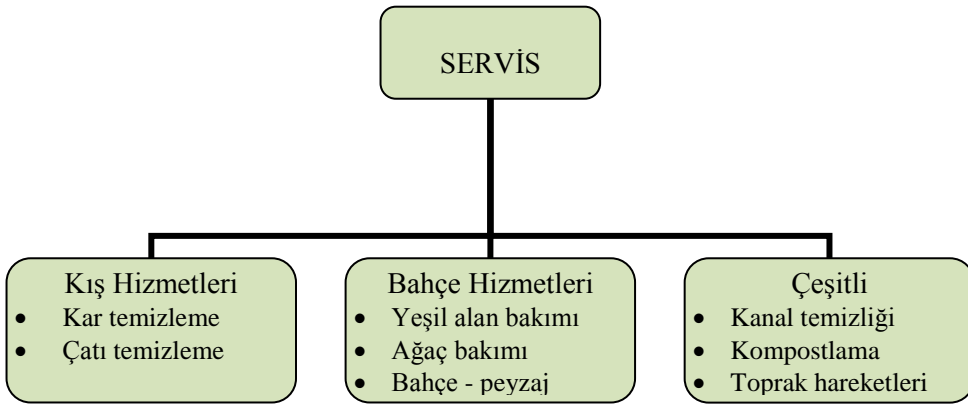 SERVİS
Kış Hizmetleri
• Kar temizleme
• Çatı temizleme
Bahçe Hizmetleri
• Yeşil alan bakımı
• Ağaç bakımı
• Bahçe - peyzaj
Çeşitli
• Kanal temizliği
• Kompostlama
• Toprak hareketleri